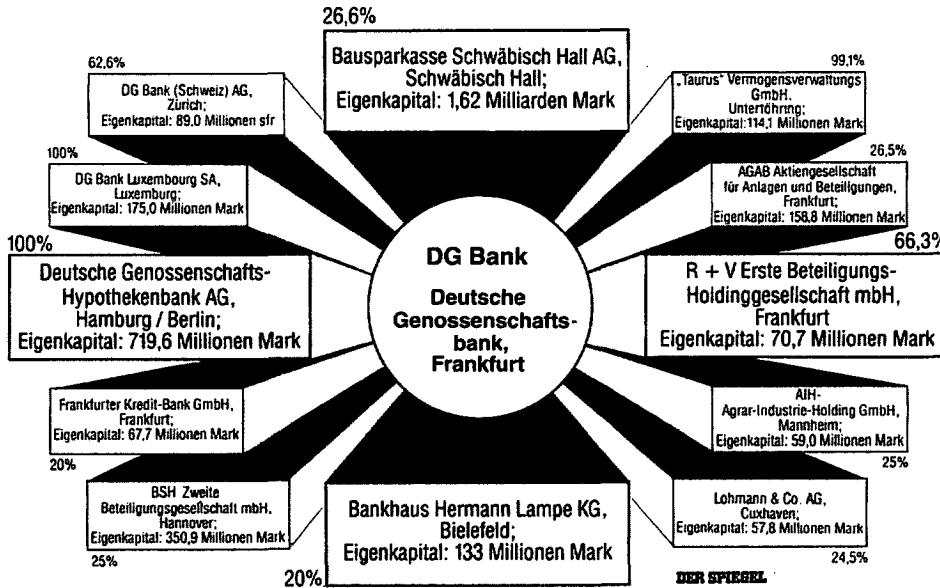 26,6%
Bausparkasse Schwäbisch Hall AG,
Schwäbisch Hall;
Eigenkapital: 1,62 Milliarden Mark
62,6%
DG Bank (Schweiz) AG,
Zürich;
Eigenkapital: 89,0 Millionen sfr
99,1%
„Taurus" Vermögensverwaltungs
GmbH,
Unterföhring;
Eigenkapital: 114,1 Millionen Mark
100%
DG Bank Luxembourg SA,
Luxemburg;
Eigenkapital: 175,0 Millionen Mark
26,5%
AGAB Aktiengesellschaft
für Anlagen und Beteiligungen,
Frankfurt;
Eigenkapital: 158,8 Millionen Mark
100%
Deutsche Genossenschafts-
Hypothekenbank AG,
Hamburg / Berlin;
Eigenkapital: 719,6 Millionen Mark
DG Bank
Deutsche
Genossenschafts-
bank,
Frankfurt
66,3%
R + V Erste Beteiligungs-
Holdinggesellschaft mbH,
Frankfurt
Eigenkapital: 70,7 Millionen Mark
Frankfurter Kredit-Bank GmbH,
Frankfurt;
Eigenkapital: 67,7 Millionen Mark
20%
AIH-
Agrar-Industrie-Holding GmbH,
Mannheim;
Eigenkapital: 59,0 Millionen Mark
25%
BSH Zweite
Beteiligungsgesellschaft mbH,
Hannover;
Eigenkapital: 350,9 Millionen Mark
25%
Bankhaus Hermann Lampe KG,
Bielefeld;
Eigenkapital: 133 Millionen Mark
20%
Lohmann & Co. AG,
Cuxhaven;
Eigenkapital: 57,8 Millionen Mark
24,5%
DER SPIEGEL